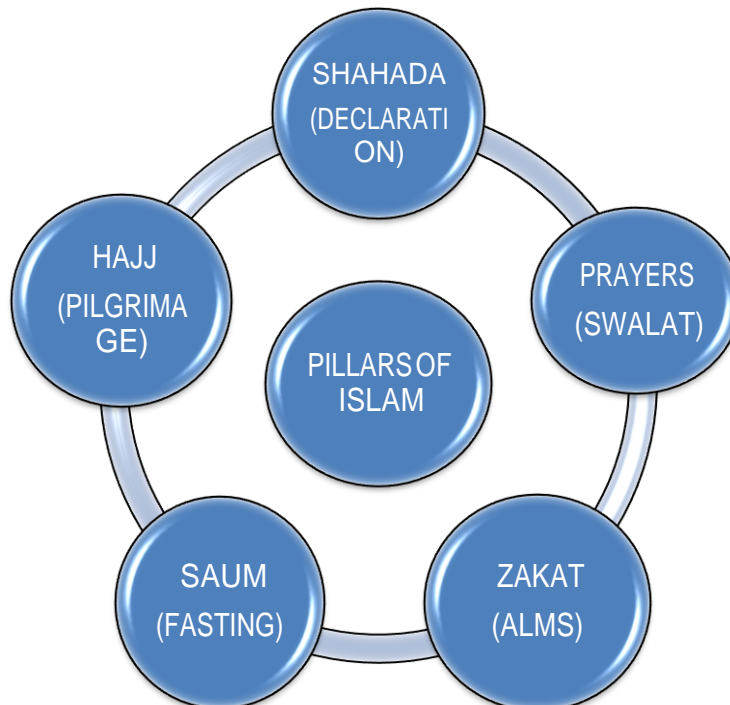 SHAHADA
(DECLARATI
ON)
PRAYERS
(SWALAT)
ZAKAT
(ALMS)
SAUM
(FASTING)
HAJJ
(PILGRIMA
GE)
PILLARS OF
ISLAM